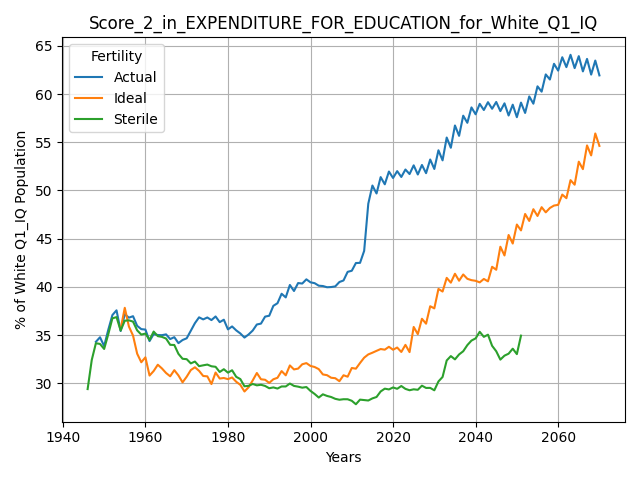 Score_2_in_EXPENDITURE_FOR_EDUCATION_for_White_Q1_IQ
% of White Q1_IQ Population
65
60
55
50
45
40
35
30
Fertility
Actual
Ideal
Sterile
1940
1960
1980
2000
2020
2040
2060
Years